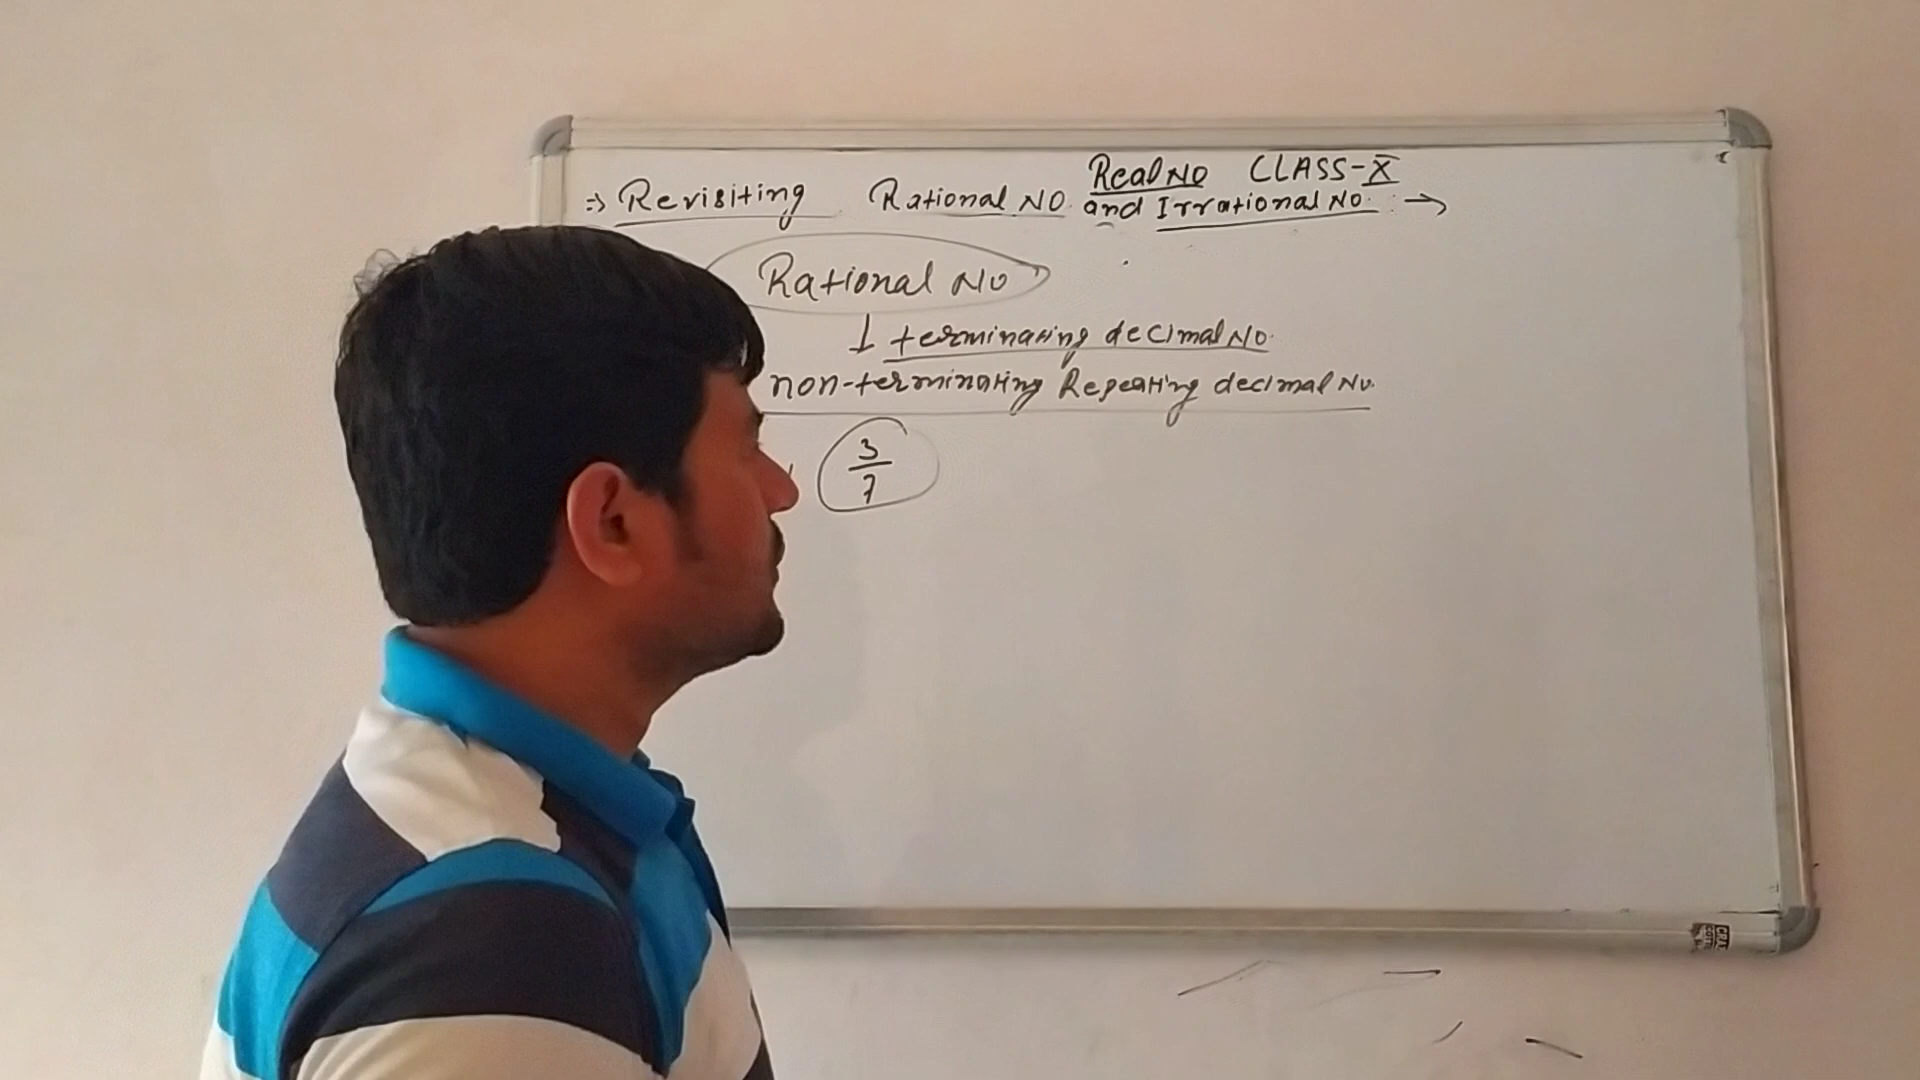 Real No CLASS-X
⇒ Revisiting Rational NO. and Irrational No. →
Rational No
↓ terminating decimal No.
non-terminating Repeating decimal No.
3
7